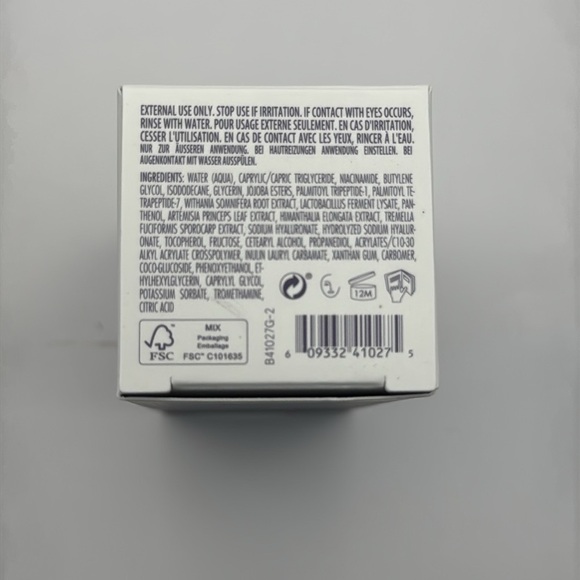 EXTERNAL USE ONLY. STOP USE IF IRRITATION. IF CONTACT WITH EYES OCCURS,
RINSE WITH WATER. POUR USAGE EXTERNE SEULEMENT. EN CAS D'IRRITATION,
CESSER L'UTILISATION. EN CAS DE CONTACT AVEC LES YEUX, RINCER À L'EAU.
NUR ZUR ÄUSSEREN ANWENDUNG. BEI HAUTREIZUNGEN ANWENDUNG EINSTELLEN. BEI
AUGENKONTAKT MIT WASSER AUSSPÜLEN.
INGREDIENTS: WATER (AQUA), CAPRYLIC/CAPRIC TRIGLYCERIDE, NIACINAMIDE, BUTYLENE
GLYCOL, ISODODECANE, GLYCERIN, JOJOBA ESTERS, PALMITOYL TRIPEPTIDE-1, PALMITOYL TE-
TRAPEPTIDE-7, WITHANIA SOMNIFERA ROOT EXTRACT, LACTOBACILLUS FERMENT LYSATE, PAN-
THENOL, ARTEMISIA PRINCEPS LEAF EXTRACT, HIMANTHALIA ELONGATA EXTRACT, TREMELLA
FUCIFORMIS SPOROCARP EXTRACT, SODIUM HYALURONATE, HYDROLYZED SODIUM HYALUR-
ONATE, TOCOPHEROL, FRUCTOSE, CETEARYL ALCOHOL, PROPANEDIOL, ACRYLATES/C10-30
ALKYL ACRYLATE CROSSPOLYMER, INULIN LAURYL CARBAMATE, XANTHAN GUM, CARBOMER,
COCO-GLUCOSIDE, PHENOXYETHANOL, ET-
HYLHEXYLGLYCERIN, CAPRYLYL GLYCOL,
POTASSIUM SORBATE, TROMETHAMINE,
CITRIC ACID
12M
FSC
MIX
Packaging
Emballage
FSC™ C101635
B41027G-2
6 09332 41027 5